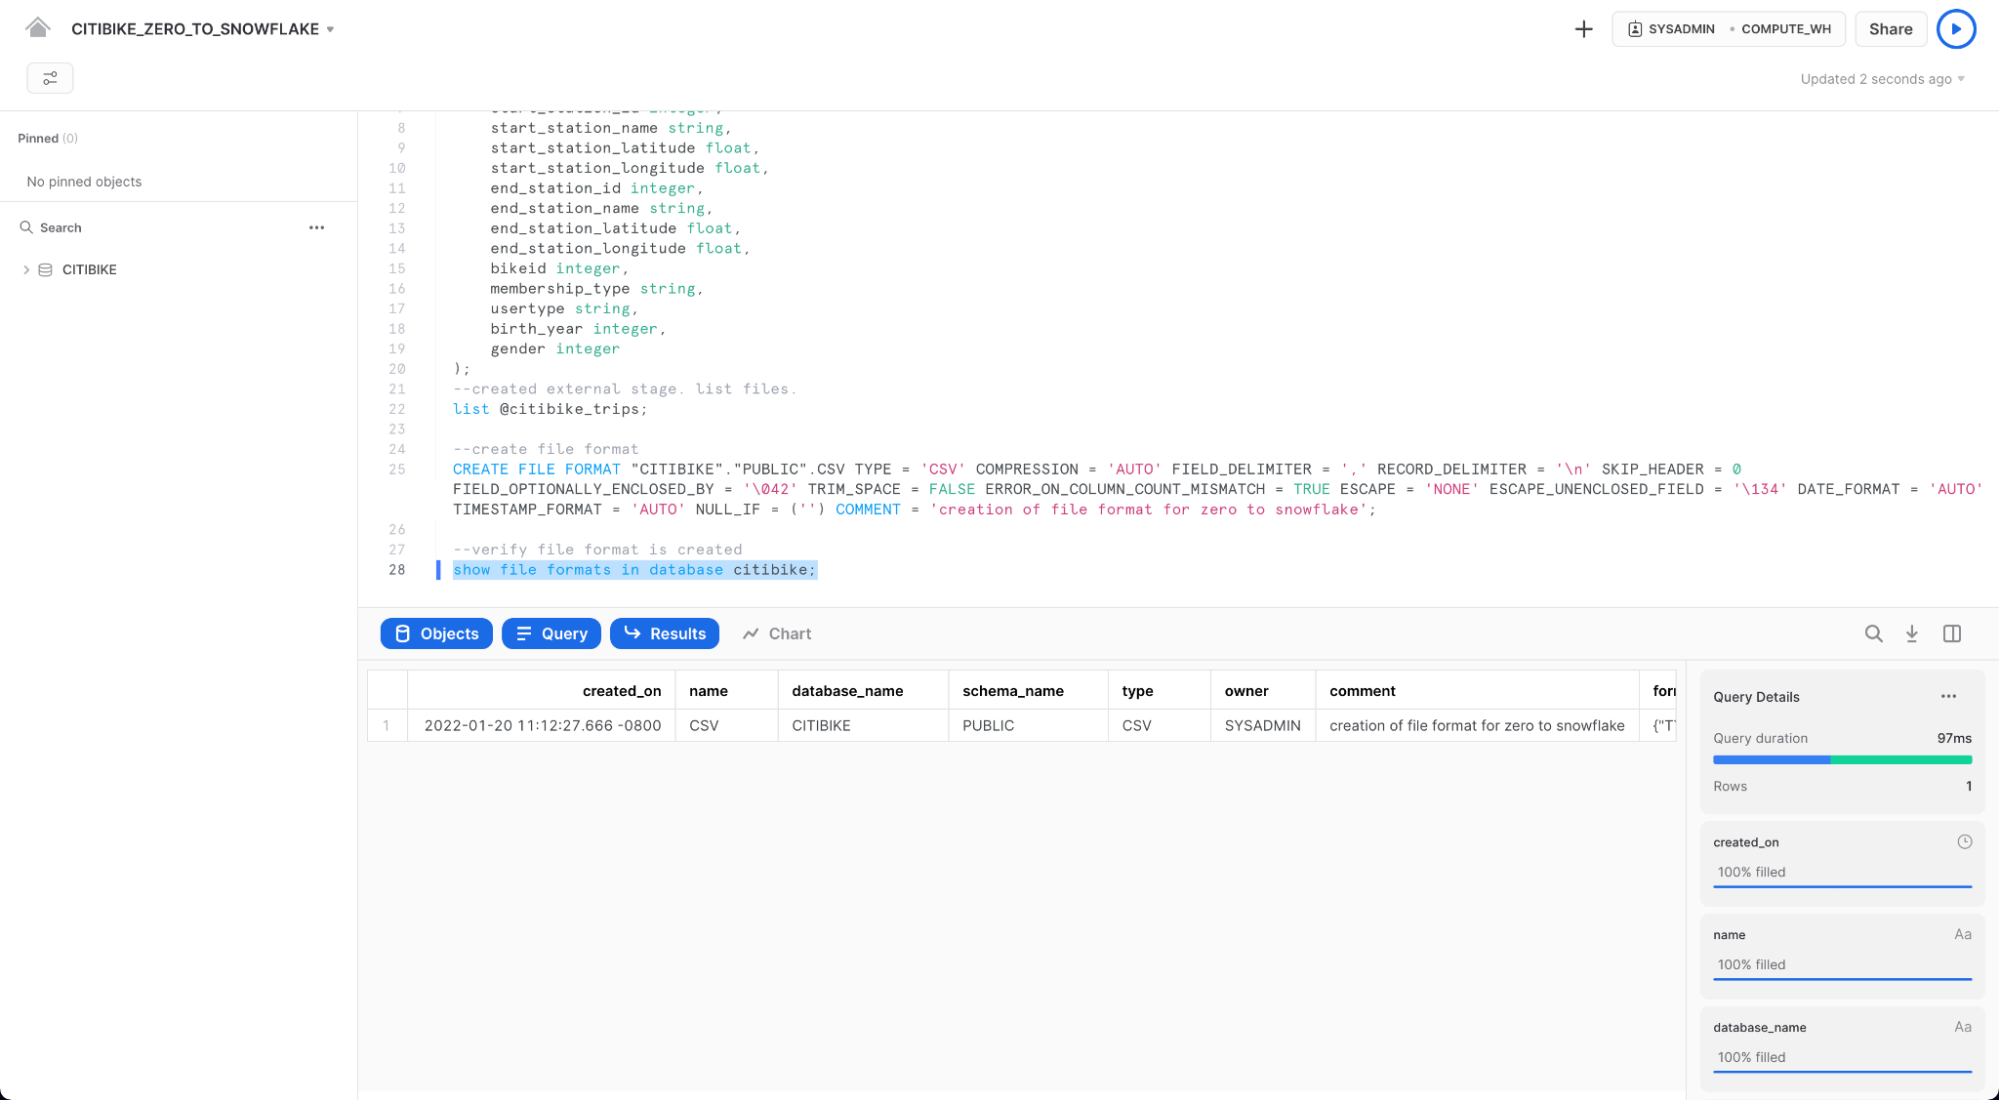 CITIBIKE_ZERO_TO_SNOWFLAKE
SYSADMIN • COMPUTE_WH
Share
Updated 2 seconds ago
Pinned (0)
No pinned objects
Search
CITIBIKE
8 start_station_name string,
9 start_station_latitude float,
10 start_station_longitude float,
11 end_station_id integer,
12 end_station_name string,
13 end_station_latitude float,
14 end_station_longitude float,
15 bikeid integer,
16 membership_type string,
17 usertype string,
18 birth_year integer,
19 gender integer
20 );
21 --created external stage. list files.
22 list @citibike_trips;
23
24 --create file format
25 CREATE FILE FORMAT "CITIBIKE"."PUBLIC".CSV TYPE = 'CSV' COMPRESSION = 'AUTO' FIELD_DELIMITER = ',' RECORD_DELIMITER = '\n' SKIP_HEADER = 0
FIELD_OPTIONALLY_ENCLOSED_BY = '\042' TRIM_SPACE = FALSE ERROR_ON_COLUMN_COUNT_MISMATCH = TRUE ESCAPE = 'NONE' ESCAPE_UNENCLOSED_FIELD = '\134' DATE_FORMAT = 'AUTO'
TIMESTAMP_FORMAT = 'AUTO' NULL_IF = ('') COMMENT = 'creation of file format for zero to snowflake';
26
27 --verify file format is created
28 show file formats in database citibike;
Objects Query Results Chart
created_on name database_name schema_name type owner comment
1 2022-01-20 11:12:27.666 -0800 CSV CITIBIKE PUBLIC CSV SYSADMIN creation of file format for zero to snowflake {"T
Query Details
Query duration 97ms
Rows 1
created_on
100% filled
name Aa
100% filled
database_name Aa
100% filled